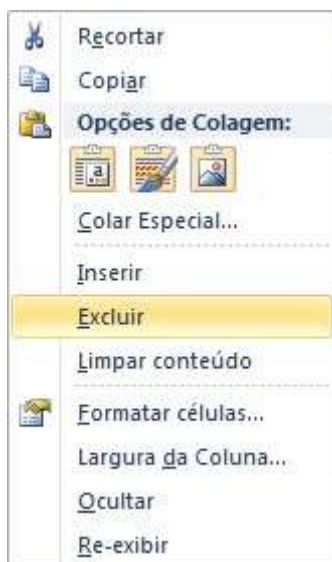 Recortar
Copiar
Opções de Colagem:
a
Colar Especial...
Inserir
Excluir
Limpar conteúdo
Formatar células...
Largura da Coluna...
Ocultar
Re-exibir